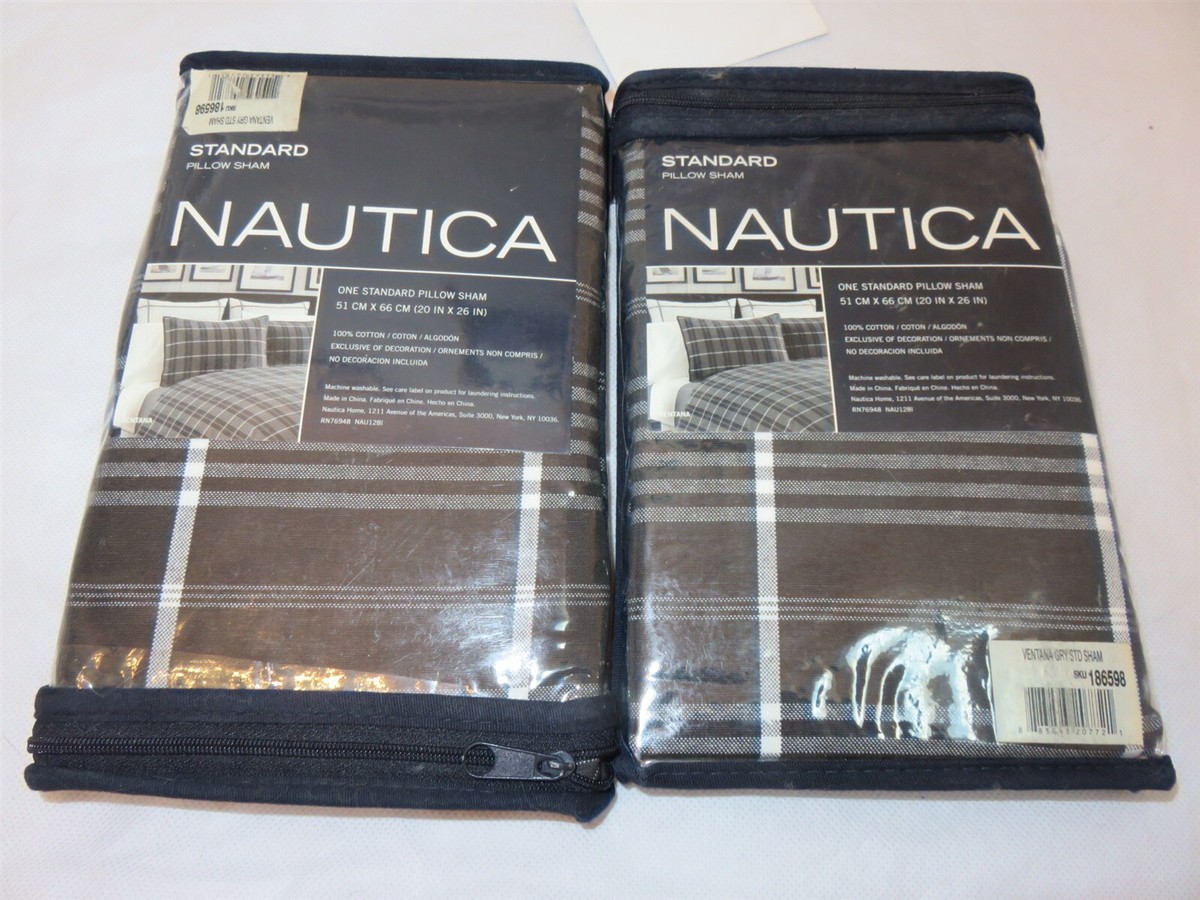 VENTANA GRY STD SHAM
SKU 186598
STANDARD
PILLOW SHAM
NAUTICA
ONE STANDARD PILLOW SHAM
51 CM X 66 CM (20 IN X 26 IN)
100% COTTON / COTON / ALGODÓN
EXCLUSIVE OF DECORATION / ORNEMENTS NON COMPRIS /
NO DECORACION INCLUIDA
Machine washable. See care label on product for laundering instructions.
Made in China. Fabriqué en Chine. Hecho en China.
Nautica Home, 1211 Avenue of the Americas, Suite 3000, New York, NY 10036.
RN76948 NAU12BI
VENTANA
STANDARD
PILLOW SHAM
NAUTICA
ONE STANDARD PILLOW SHAM
51 CM X 66 CM (20 IN X 26 IN)
100% COTTON / COTON / ALGODÓN
EXCLUSIVE OF DECORATION / ORNEMENTS NON COMPRIS /
NO DECORACION INCLUIDA
Machine washable. See care label on product for laundering instructions.
Made in China. Fabriqué en Chine. Hecho en China.
Nautica Home, 1211 Avenue of the Americas, Suite 3000, New York, NY 10036.
RN76948 NAU12BI
VENTANA
VENTANA GRY STD SHAM
SKU 186598